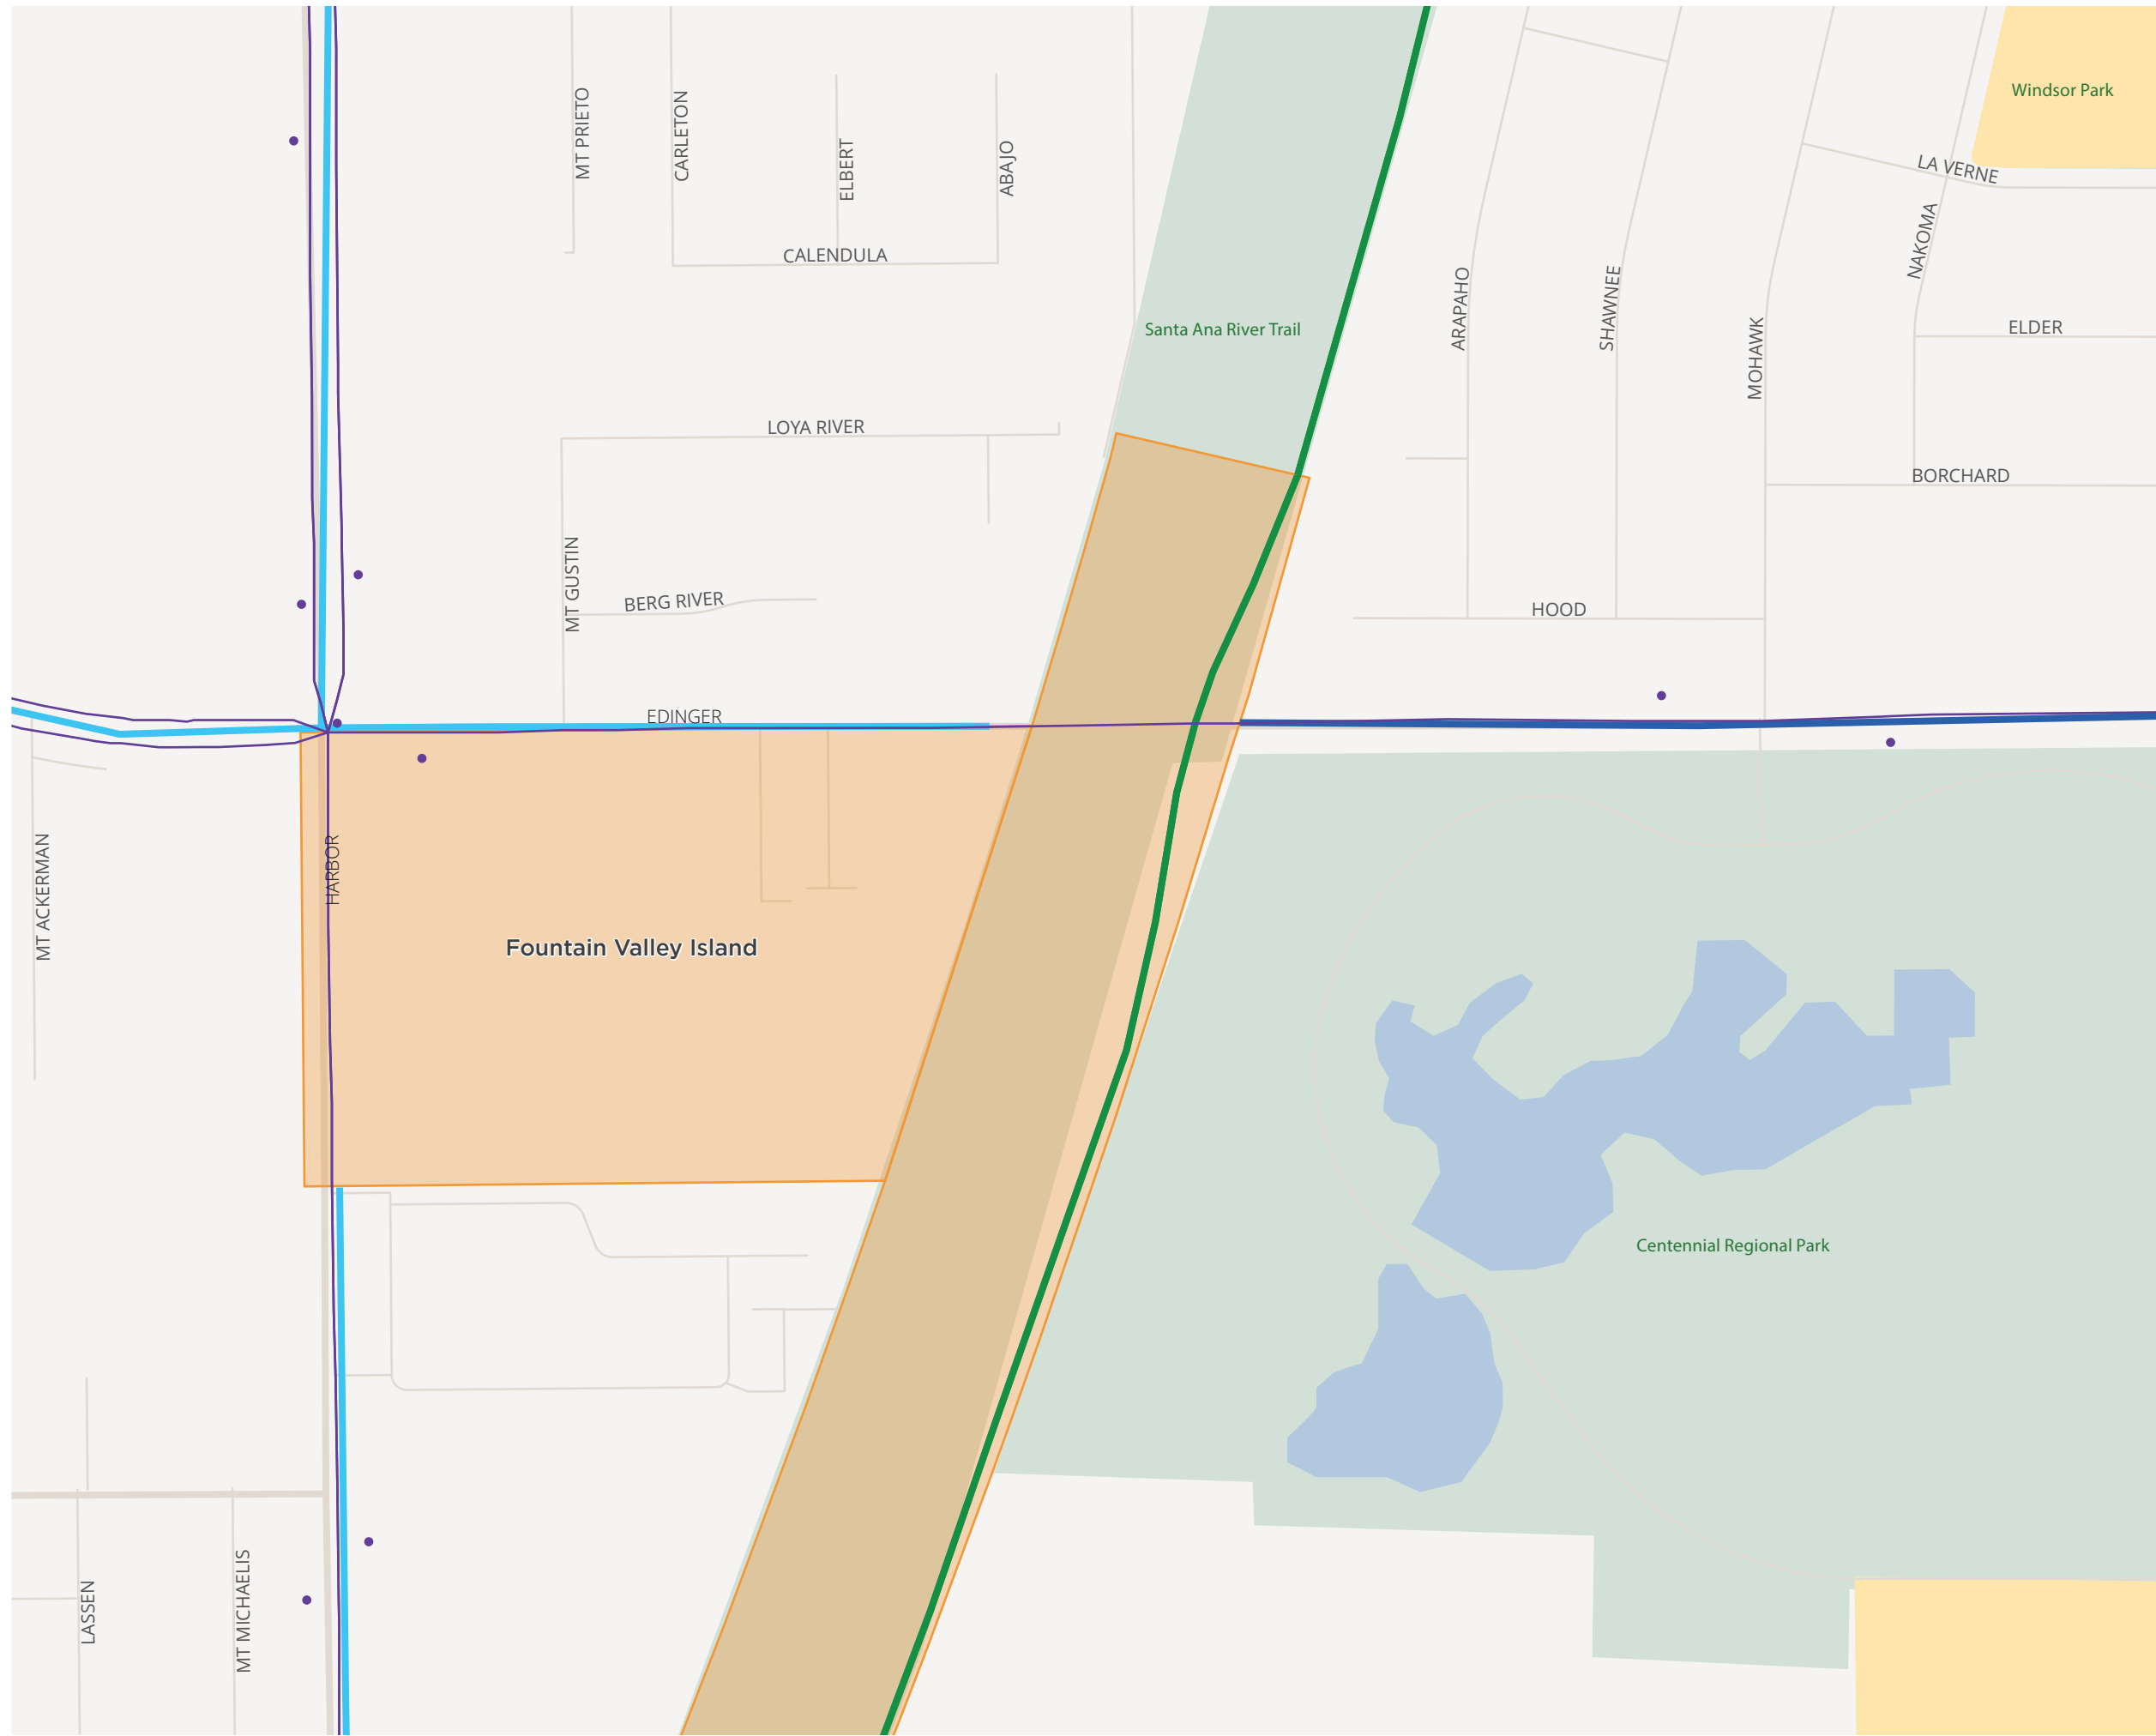 Windsor Park
MT PRIETO
CARLETON
ELBERT
ABAJO
LA VERNE
NAKOMA
CALENDULA
Santa Ana River Trail
ARAPAHO
SHAWNEE
MOHAWK
ELDER
LOYA RIVER
BORCHARD
MT GUSTIN
BERG RIVER
HOOD
EDINGER
MT ACKERMAN
HARBOR
Fountain Valley Island
Centennial Regional Park
LASSEN
MT MICHAELIS